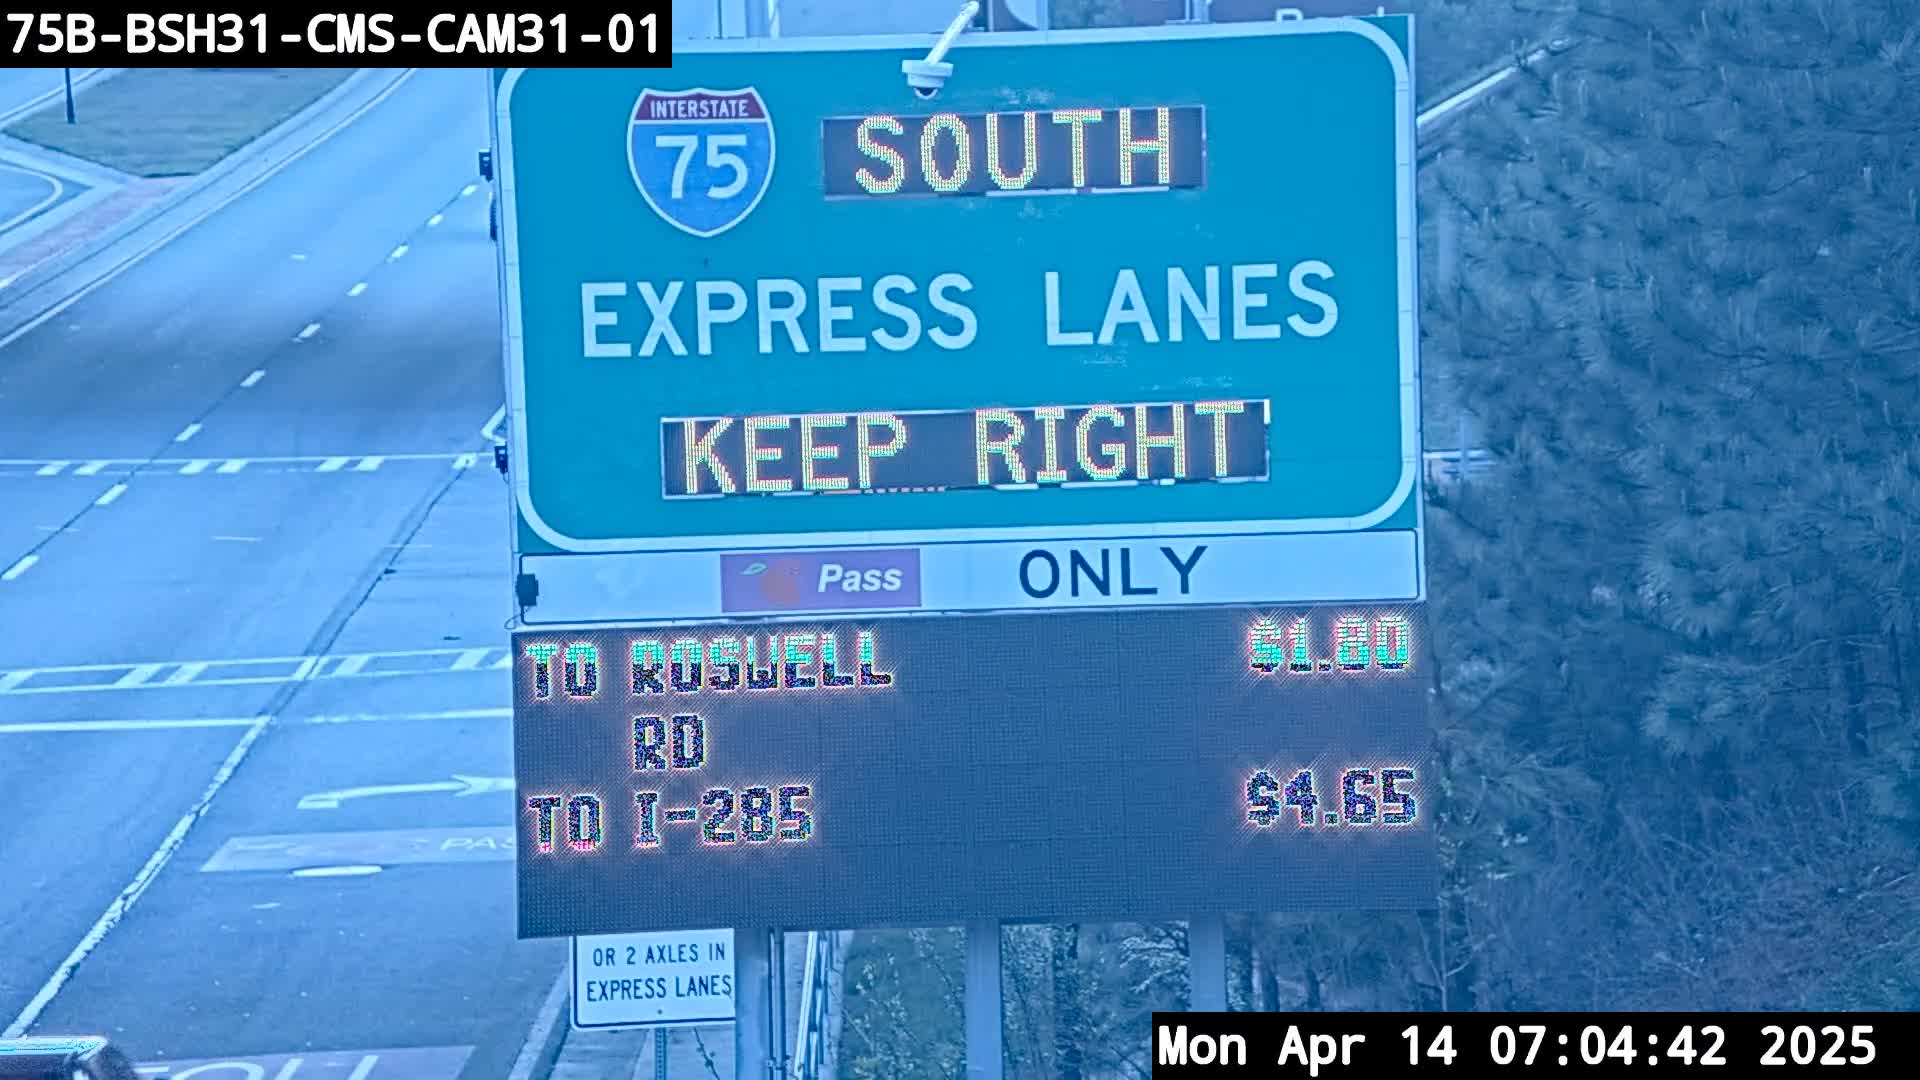 75B-BSH31-CMS-CAM31-01
INTERSTATE
75
SOUTH
EXPRESS LANES
KEEP RIGHT
Pass ONLY
TO ROSWELL $1.80
RD
TO I-285 $4.65
OR 2 AXLES IN
EXPRESS LANES
Mon Apr 14 07:04:42 2025